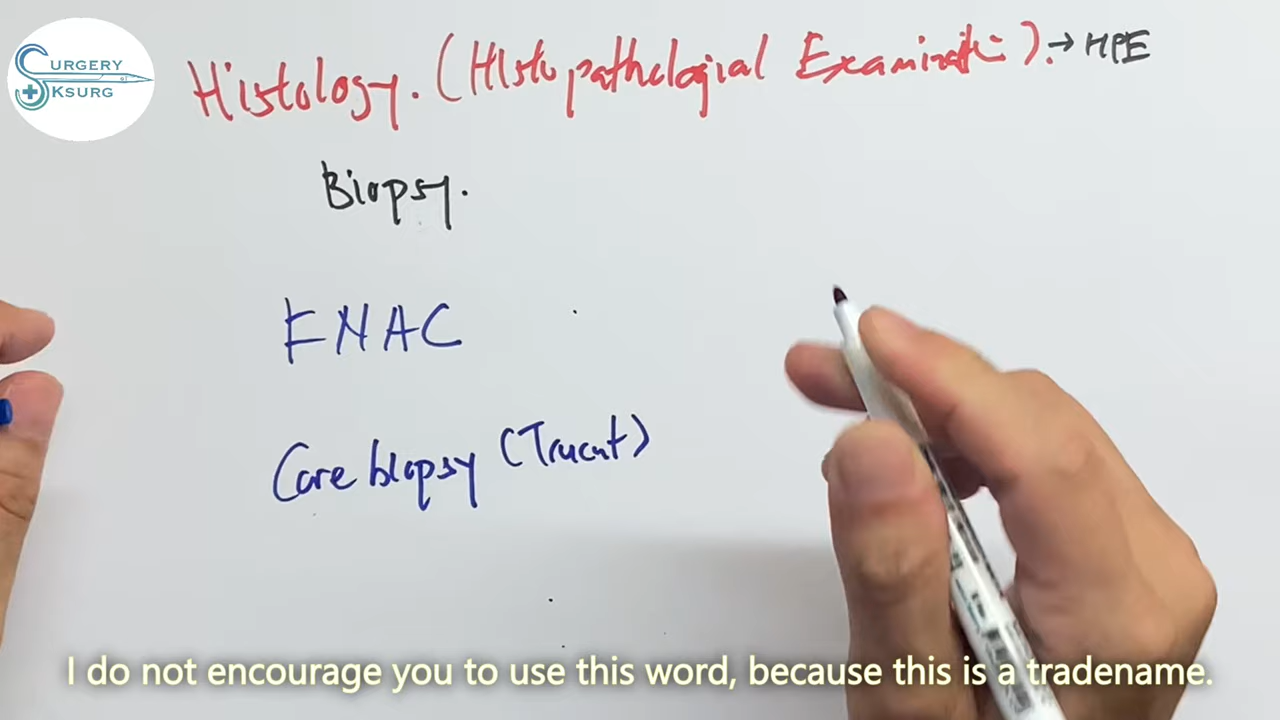 SURGERY
SKSURG
Histology. (HIstopathological Examination). → HPE
Biopsy.
FNAC
Core biopsy (Trucut)
I do not encourage you to use this word, because this is a tradename.